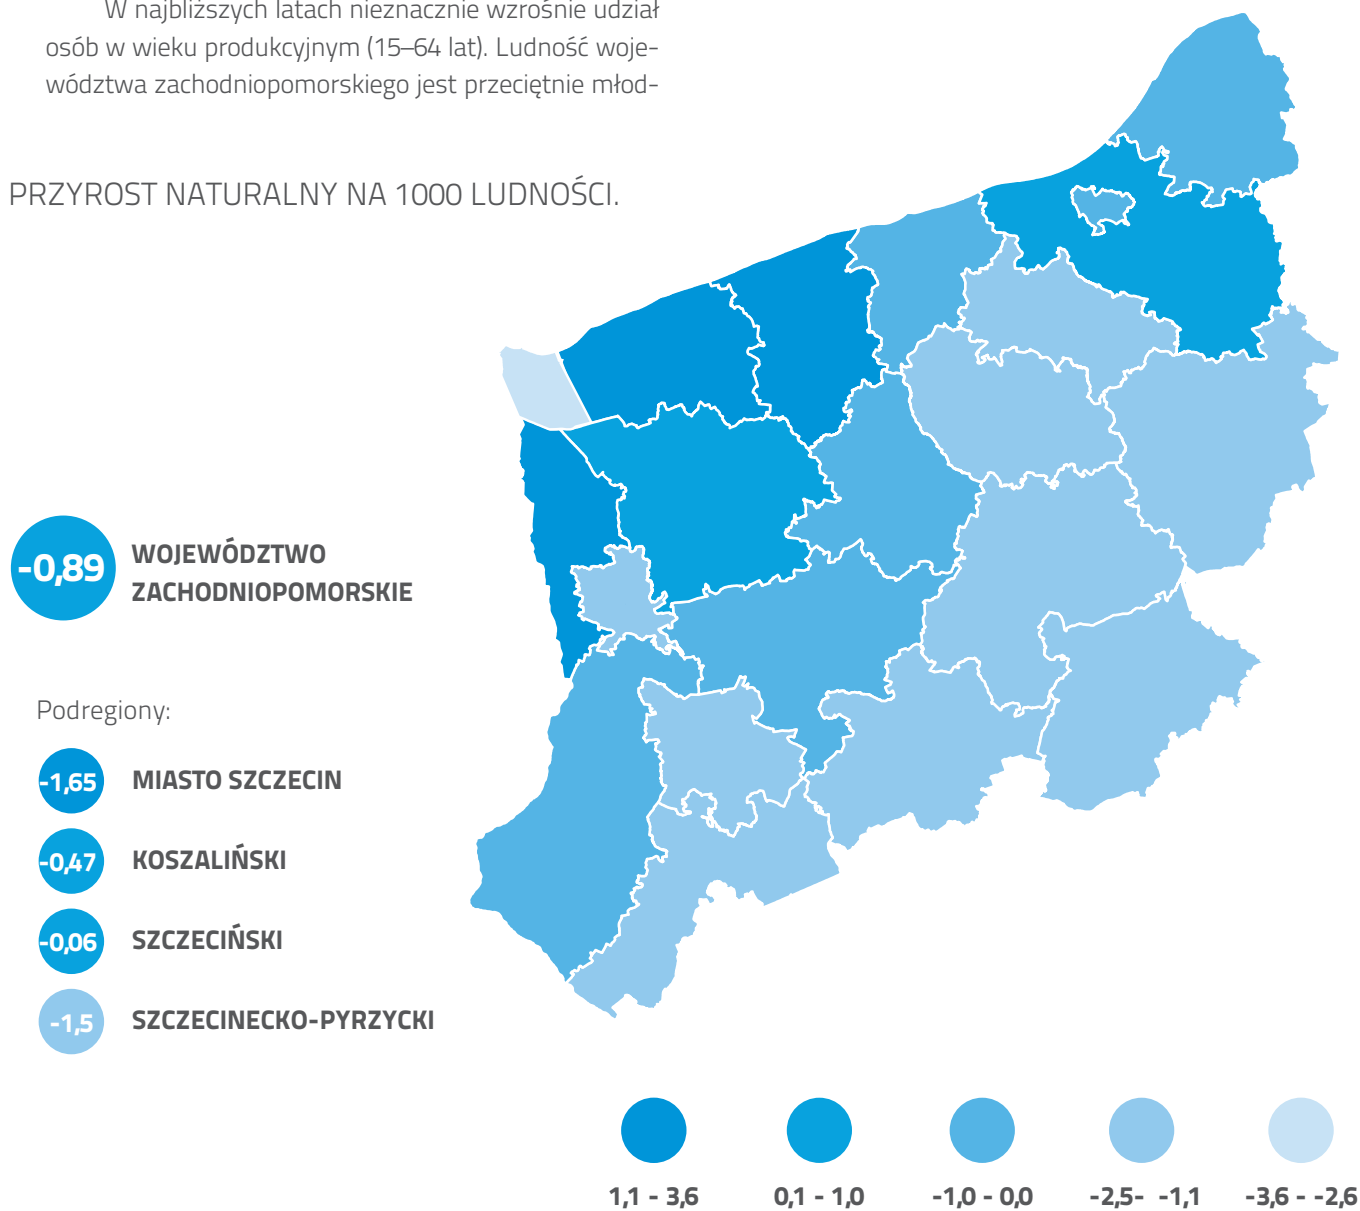 W najbliższych latach nieznacznie wzrośnie udział
osób w wieku produkcyjnym (15–64 lat). Ludność woje-
wództwa zachodniopomorskiego jest przeciętnie młod-
PRZYROST NATURALNY NA 1000 LUDNOŚCI.
-0,89 WOJEWÓDZTWO
ZACHODNIOPOMORSKIE
Podregiony:
-1,65 MIASTO SZCZECIN
-0,47 KOSZALIŃSKI
-0,06 SZCZECIŃSKI
-1,5 SZCZECINECKO-PYRZYCKI
1,1 - 3,6 0,1 - 1,0 -1,0 - 0,0 -2,5- -1,1 -3,6 - -2,6